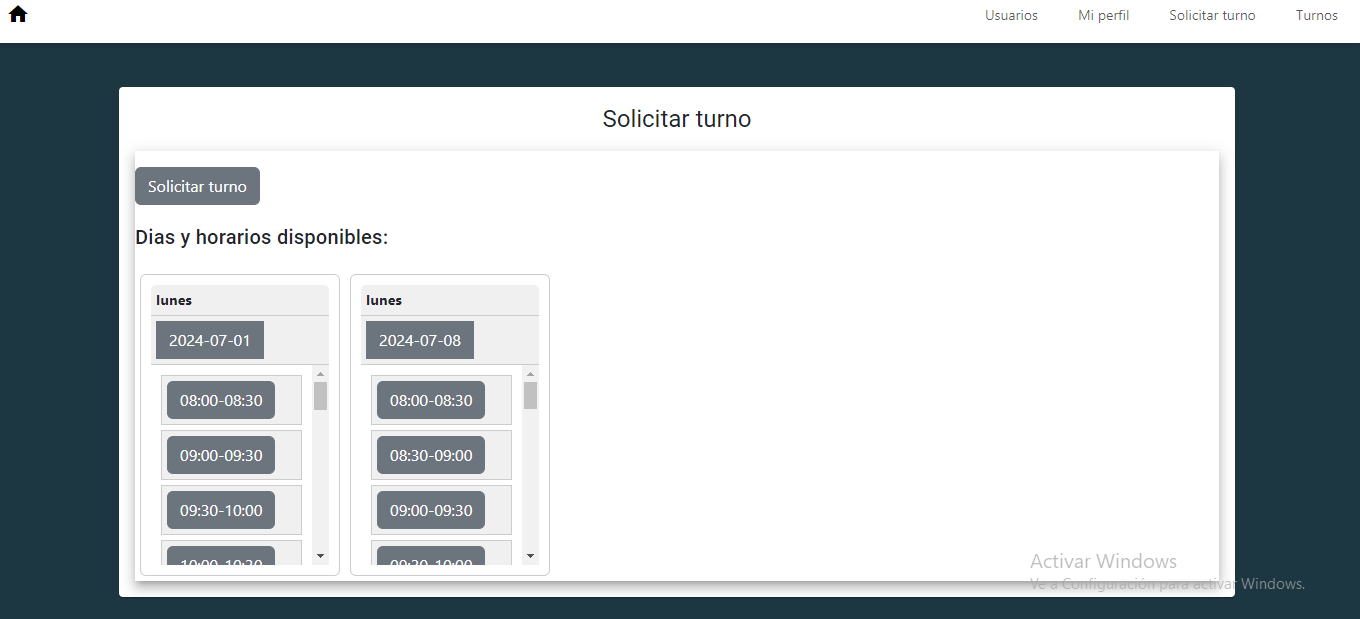 Usuarios Mi perfil Solicitar turno Turnos
Solicitar turno
Solicitar turno
Dias y horarios disponibles:
lunes
2024-07-01
08:00-08:30
09:00-09:30
09:30-10:00
10:00-10:30
lunes
2024-07-08
08:00-08:30
08:30-09:00
09:00-09:30
09:30-10:00
Activar Windows
Ve a Configuración para activar Windows.